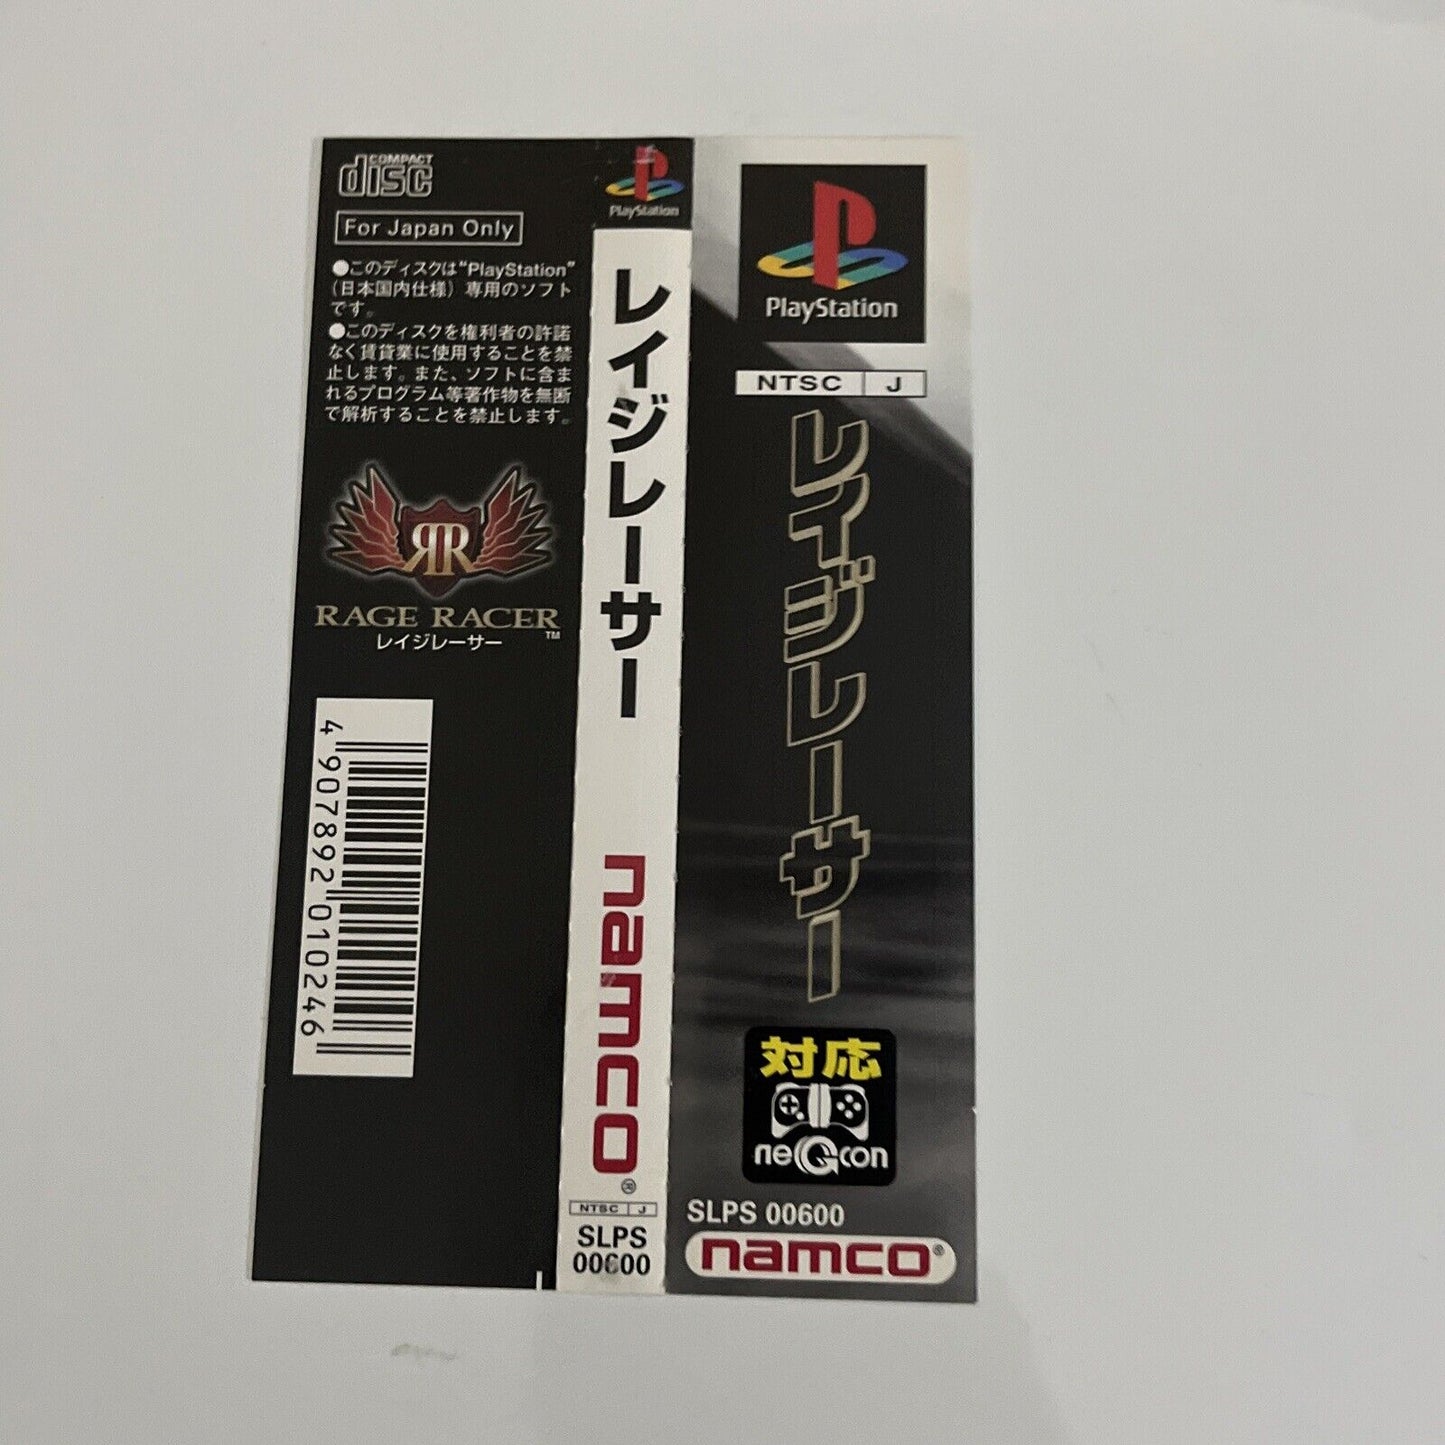 COMPACT
disc
For Japan Only
●このディスクは“PlayStation”
(日本国内仕様)専用のソフト
です。
●このディスクを権利者の許諾
なく賃貸業に使用することを禁
止します。また、ソフトに含ま
れるプログラム等著作物を無断
で解析することを禁止します。
RR
RAGE RACER
TM
レイジレーサー
4 907892 010246
PlayStation
レイジレーサー
namco®
NTSC J
SLPS
00600
PlayStation
NTSC J
レイジレーサー
対応
neGcon
SLPS 00600
namco®